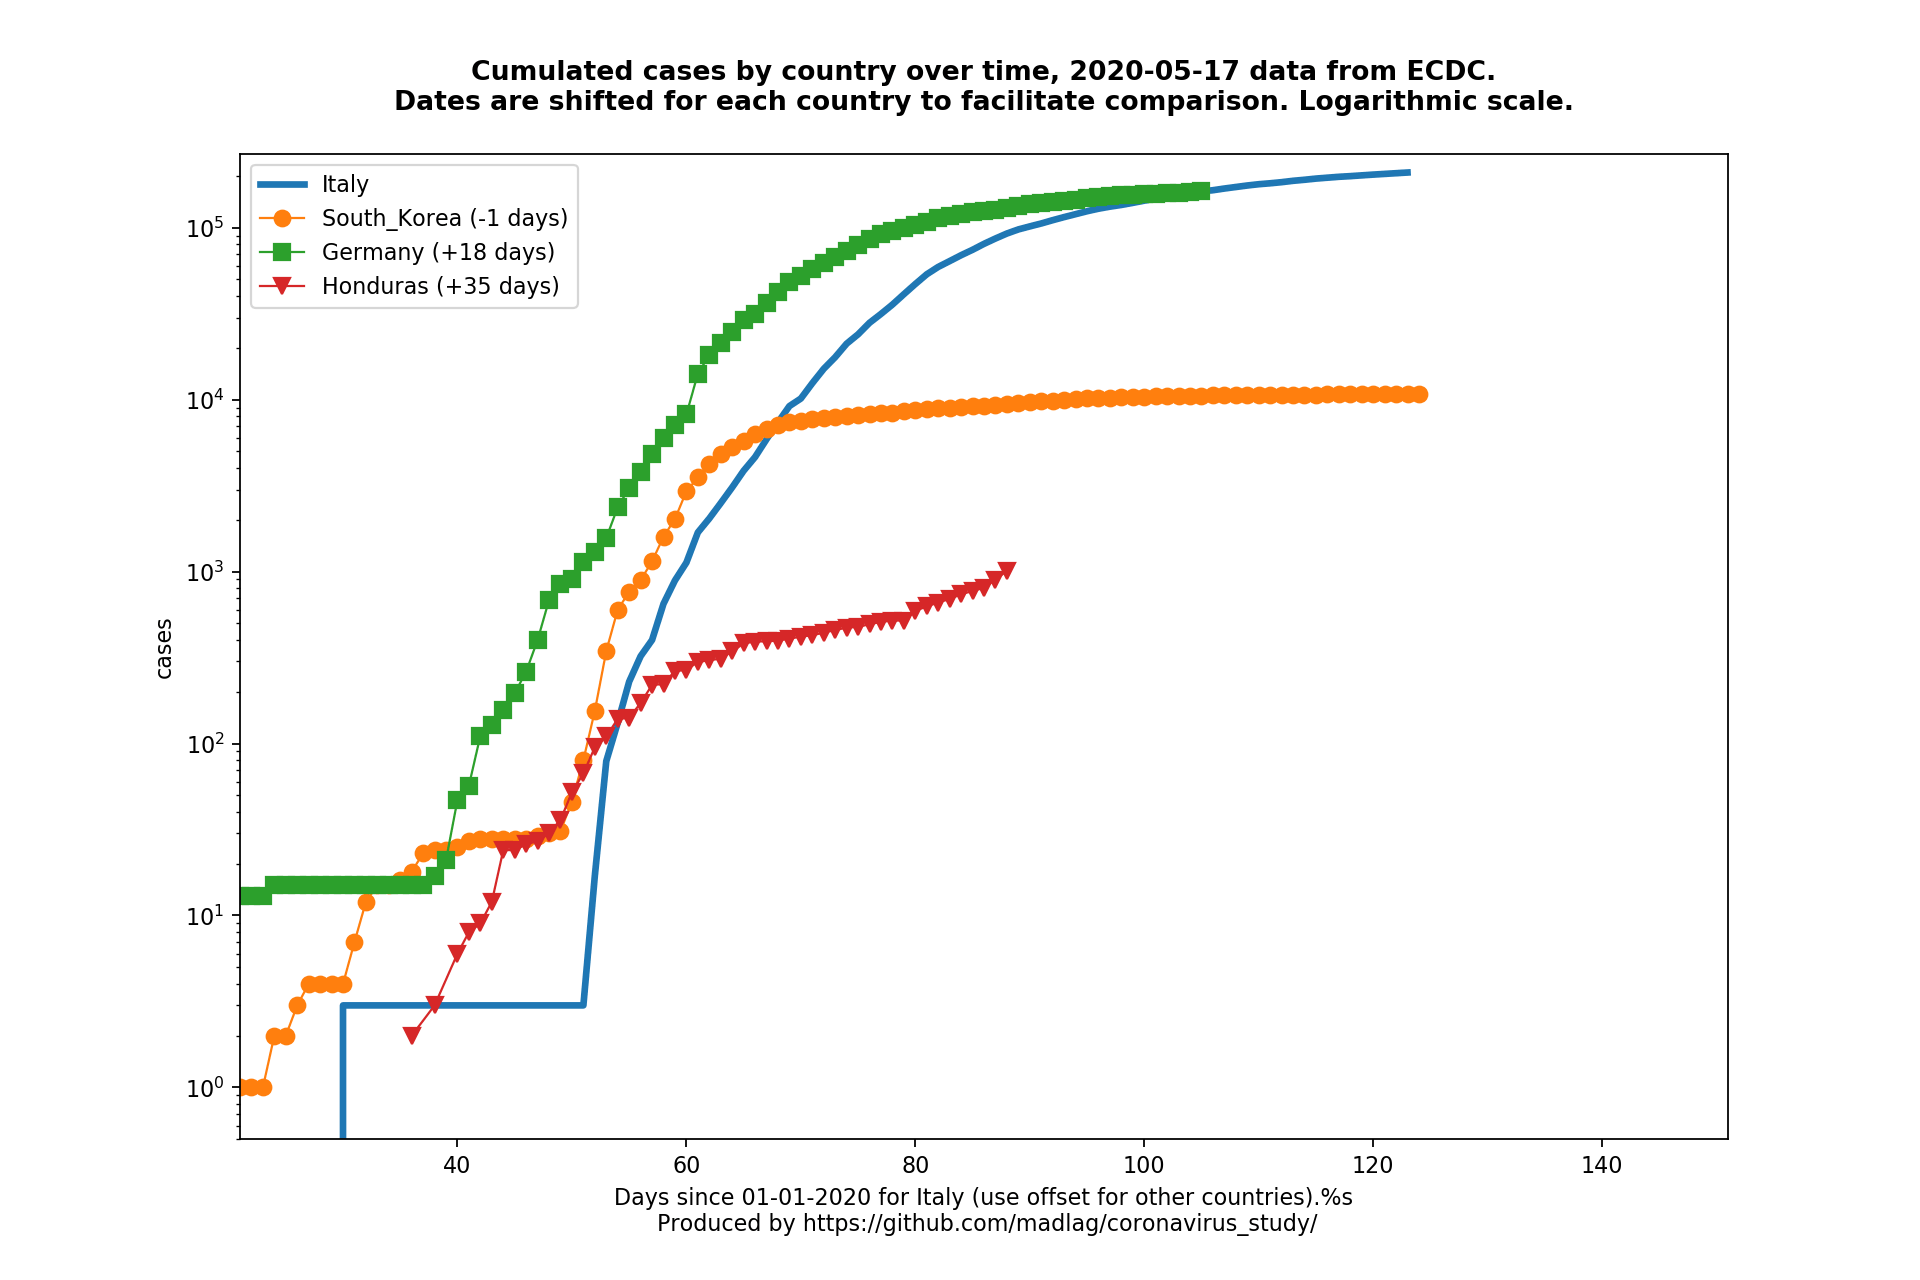 Cumulated cases by country over time, 2020-05-17 data from ECDC.
Dates are shifted for each country to facilitate comparison. Logarithmic scale.
Italy
South_Korea (-1 days)
Germany (+18 days)
Honduras (+35 days)
10^5
10^4
10^3
10^2
10^1
10^0
cases
40 60 80 100 120 140
Days since 01-01-2020 for Italy (use offset for other countries).%s
Produced by https://github.com/madlag/coronavirus_study/